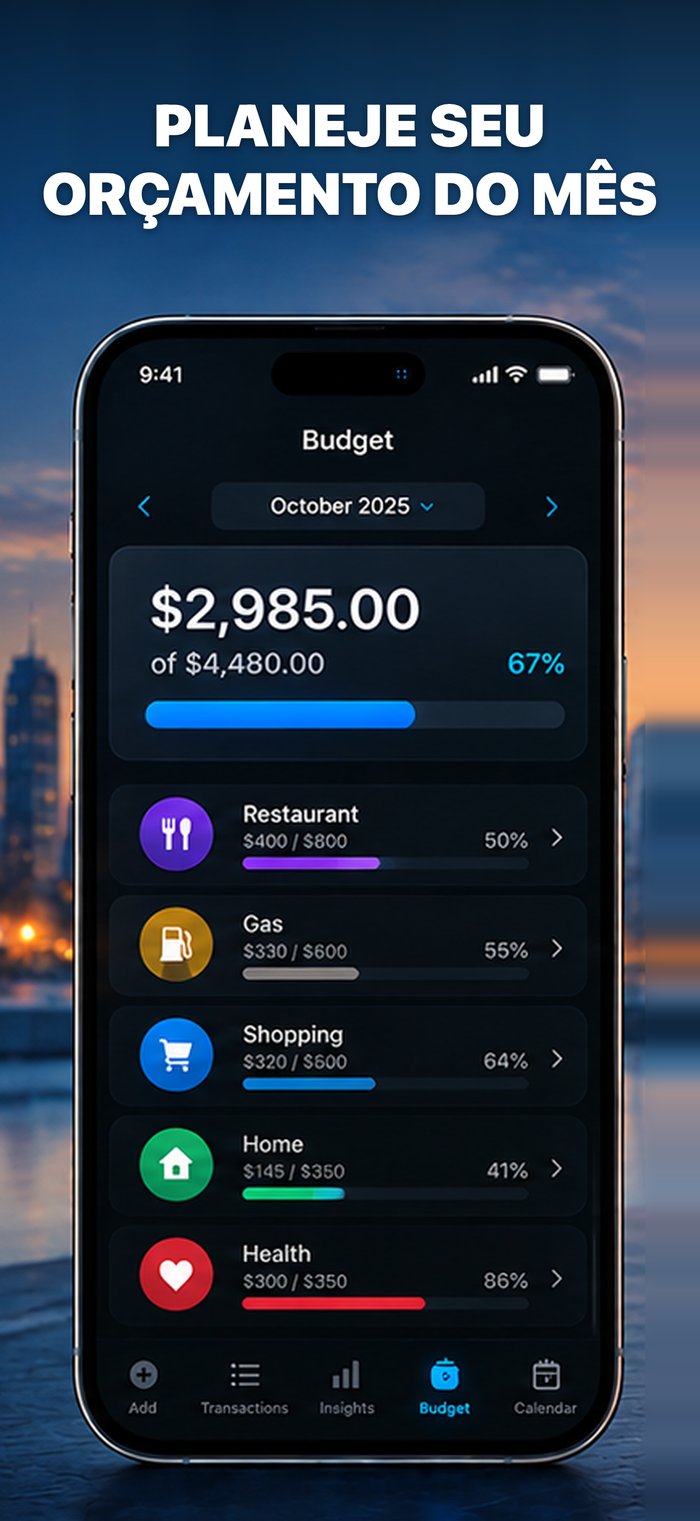 PLANEJE SEU
ORÇAMENTO DO MÊS
9:41
Budget
October 2025
$2,985.00
of $4,480.00
67%
Restaurant
$400 / $800
50%
Gas
$330 / $600
55%
Shopping
$320 / $600
64%
Home
$145 / $350
41%
Health
$300 / $350
86%
Add
Transactions
Insights
Budget
Calendar